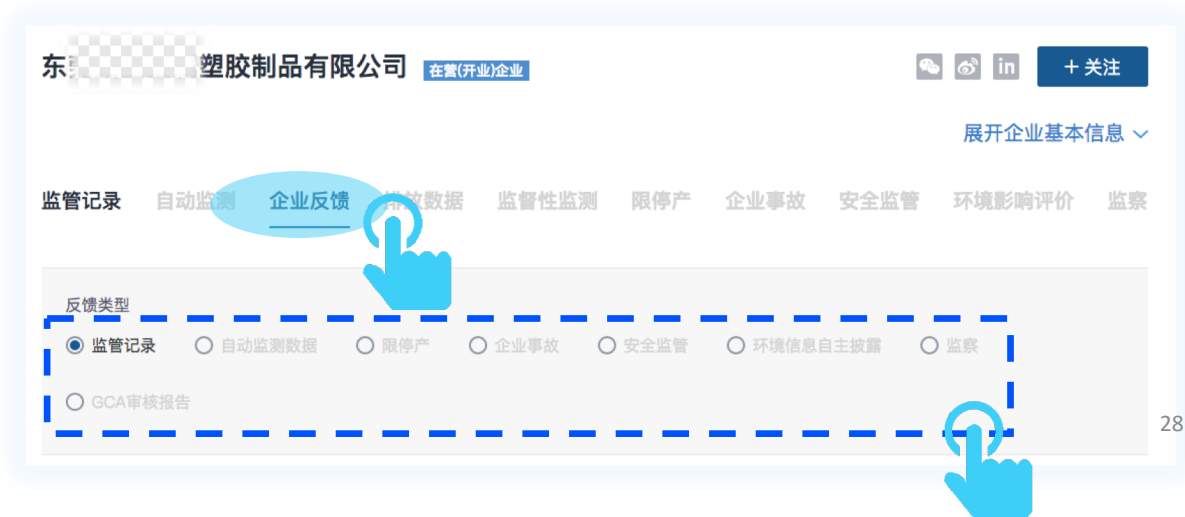 东 塑胶制品有限公司 在营(开业)企业 in +关注
展开企业基本信息
监管记录 自动监测 企业反馈 排放数据 监督性监测 限停产 企业事故 安全监管 环境影响评价 监察
反馈类型
监管记录 自动监测数据 限停产 企业事故 安全监管 环境信息自主披露 监察
GCA审核报告
28